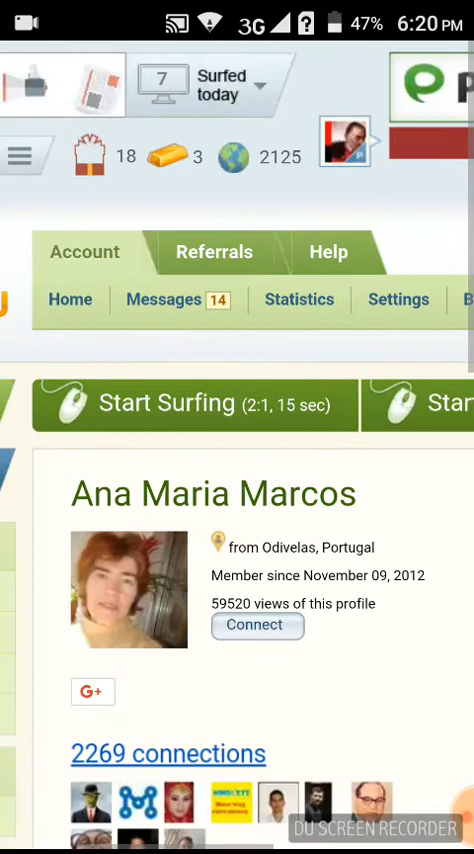 3G 47% 6:20 PM
7 Surfed
today
18 3 2125
Account Referrals Help
Home Messages 14 Statistics Settings
Start Surfing (2:1, 15 sec)
Ana Maria Marcos
from Odivelas, Portugal
Member since November 09, 2012
59520 views of this profile
Connect
G+
2269 connections
DU SCREEN RECORDER